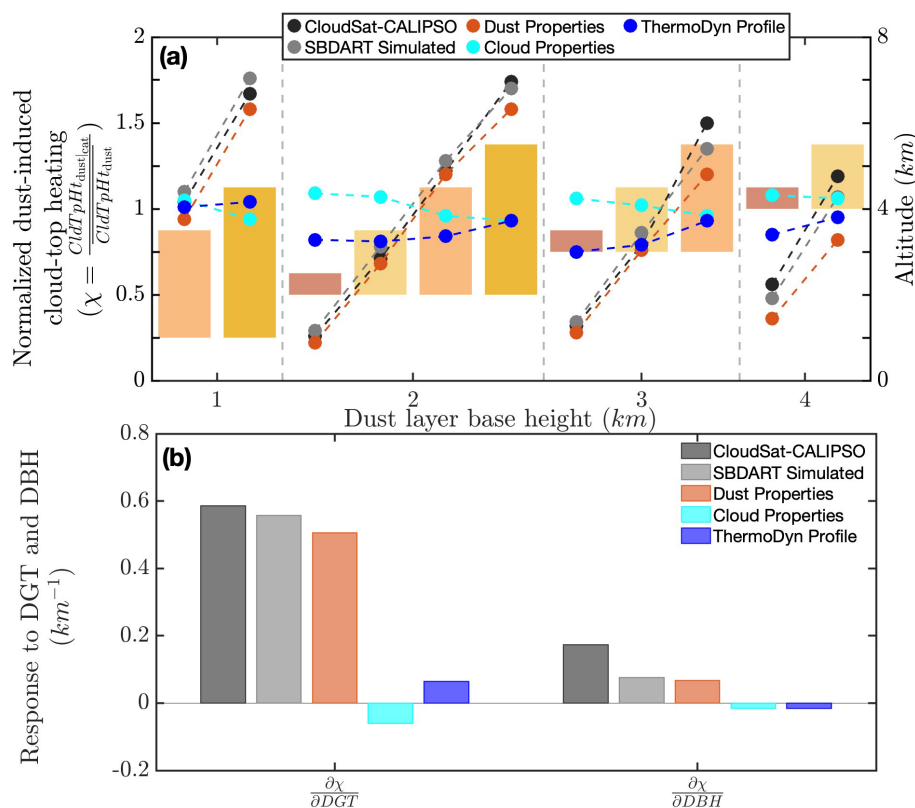 CloudSat-CALIPSO
Dust Properties
ThermoDyn Profile
SBDART Simulated
Cloud Properties
(a)
Normalized dust-induced
cloud-top heating
(χ = CldTpHt_dust|cat / CldTpHt_dust)
2
1.5
1
0.5
0
8
4
0
Altitude (km)
1
2
3
4
Dust layer base height (km)
(b)
CloudSat-CALIPSO
SBDART Simulated
Dust Properties
Cloud Properties
ThermoDyn Profile
Response to DGT and DBH
(km⁻¹)
0.8
0.6
0.4
0.2
0
-0.2
∂χ/∂DGT
∂χ/∂DBH